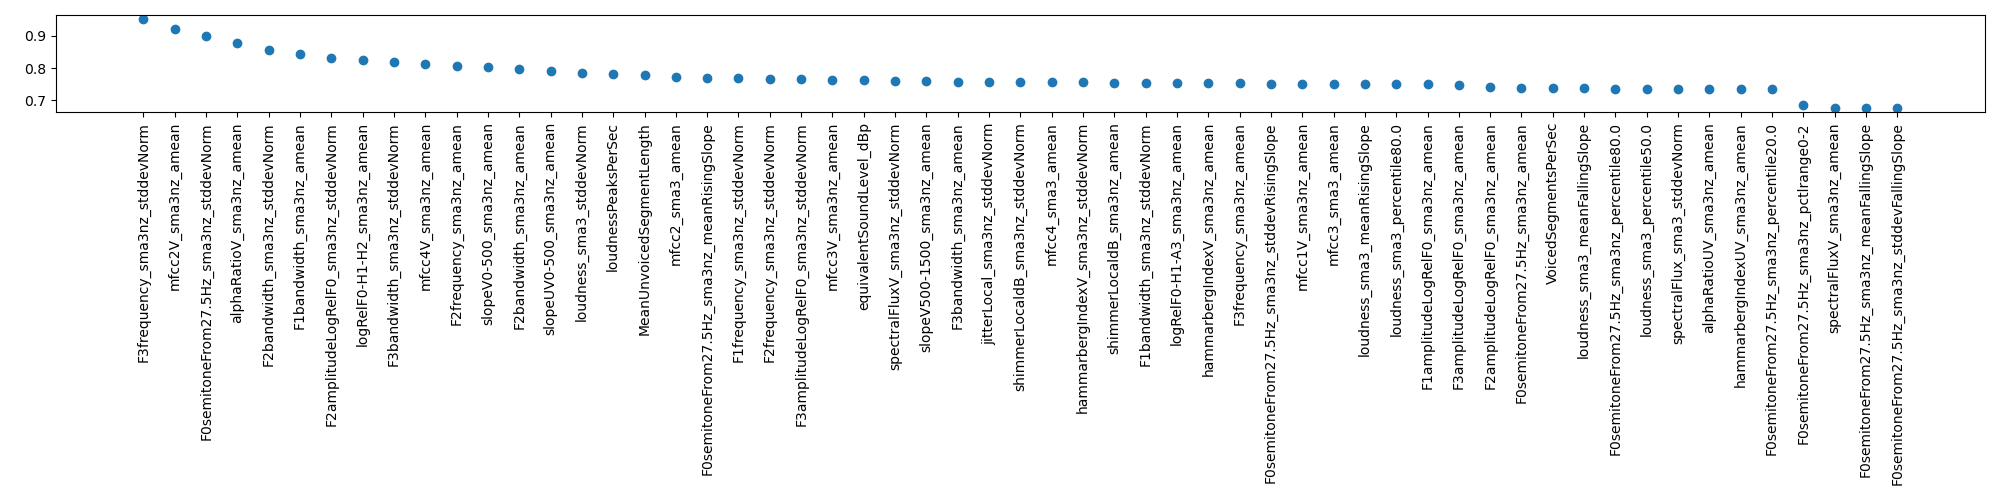 0.9
0.8
0.7
F3frequency_sma3nz_stddevNorm
mfcc2V_sma3nz_amean
F0semitoneFrom27.5Hz_sma3nz_stddevNorm
alphaRatioV_sma3nz_amean
F2bandwidth_sma3nz_stddevNorm
F1bandwidth_sma3nz_amean
F2amplitudeLogRelF0_sma3nz_stddevNorm
logRelF0-H1-H2_sma3nz_amean
F3bandwidth_sma3nz_stddevNorm
mfcc4V_sma3nz_amean
F2frequency_sma3nz_amean
slopeV0-500_sma3nz_amean
F2bandwidth_sma3nz_amean
slopeUV0-500_sma3nz_amean
loudness_sma3_stddevNorm
loudnessPeaksPerSec
MeanUnvoicedSegmentLength
mfcc2_sma3_amean
F0semitoneFrom27.5Hz_sma3nz_meanRisingSlope
F1frequency_sma3nz_stddevNorm
F2frequency_sma3nz_stddevNorm
F3amplitudeLogRelF0_sma3nz_stddevNorm
mfcc3V_sma3nz_amean
equivalentSoundLevel_dBp
spectralFluxV_sma3nz_stddevNorm
slopeV500-1500_sma3nz_amean
F3bandwidth_sma3nz_amean
jitterLocal_sma3nz_stddevNorm
shimmerLocaldB_sma3nz_stddevNorm
mfcc4_sma3_amean
hammarbergIndexV_sma3nz_stddevNorm
shimmerLocaldB_sma3nz_amean
F1bandwidth_sma3nz_stddevNorm
logRelF0-H1-A3_sma3nz_amean
hammarbergIndexV_sma3nz_amean
F3frequency_sma3nz_amean
F0semitoneFrom27.5Hz_sma3nz_stddevRisingSlope
mfcc1V_sma3nz_amean
mfcc3_sma3_amean
loudness_sma3_meanRisingSlope
loudness_sma3_percentile80.0
F1amplitudeLogRelF0_sma3nz_amean
F3amplitudeLogRelF0_sma3nz_amean
F2amplitudeLogRelF0_sma3nz_amean
F0semitoneFrom27.5Hz_sma3nz_amean
VoicedSegmentsPerSec
loudness_sma3_meanFallingSlope
F0semitoneFrom27.5Hz_sma3nz_percentile80.0
loudness_sma3_percentile50.0
spectralFlux_sma3_stddevNorm
alphaRatioUV_sma3nz_amean
hammarbergIndexUV_sma3nz_amean
F0semitoneFrom27.5Hz_sma3nz_percentile20.0
F0semitoneFrom27.5Hz_sma3nz_pctlrange0-2
spectralFluxV_sma3nz_amean
F0semitoneFrom27.5Hz_sma3nz_meanFallingSlope
F0semitoneFrom27.5Hz_sma3nz_stddevFallingSlope